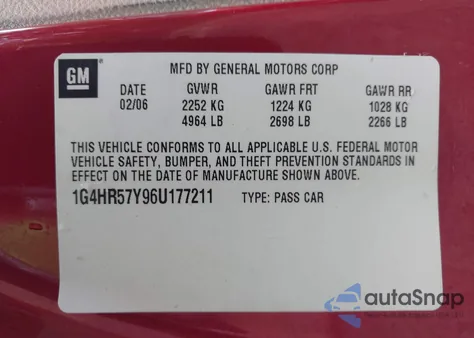 GM
MFD BY GENERAL MOTORS CORP
DATE GVWR GAWR FRT GAWR RR
02/06 2252 KG 1224 KG 1028 KG
4964 LB 2698 LB 2266 LB
THIS VEHICLE CONFORMS TO ALL APPLICABLE U.S. FEDERAL MOTOR
VEHICLE SAFETY, BUMPER, AND THEFT PREVENTION STANDARDS IN
EFFECT ON THE DATE OF MANUFACTURE SHOWN ABOVE.
1G4HR57Y96U177211 TYPE: PASS CAR
autoSnap